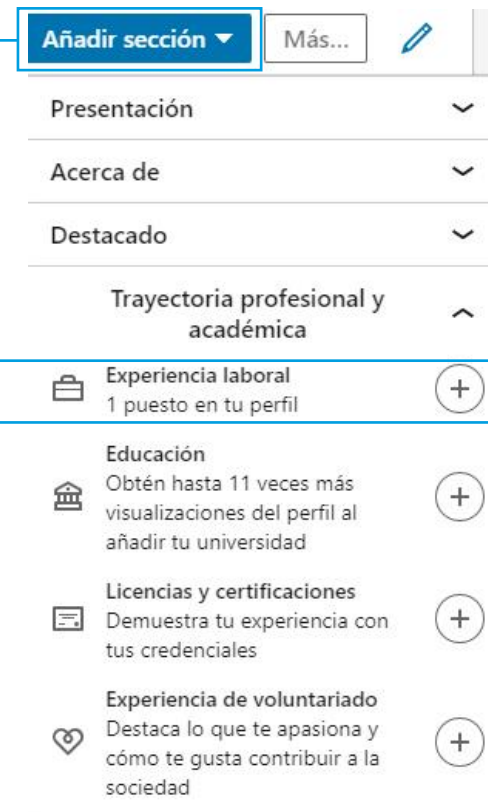 Añadir sección
Más...
Presentación
Acerca de
Destacado
Trayectoria profesional y
académica
Experiencia laboral
1 puesto en tu perfil
Educación
Obtén hasta 11 veces más
visualizaciones del perfil al
añadir tu universidad
Licencias y certificaciones
Demuestra tu experiencia con
tus credenciales
Experiencia de voluntariado
Destaca lo que te apasiona y
cómo te gusta contribuir a la
sociedad